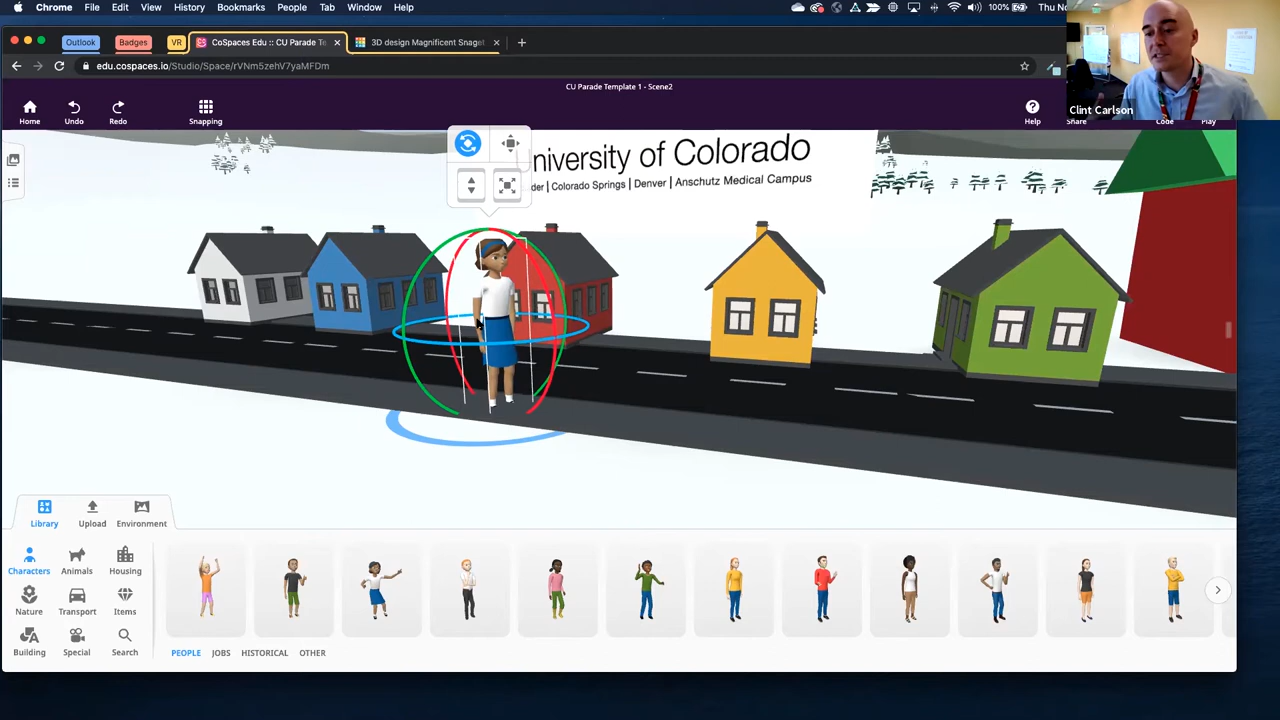 Chrome File Edit View History Bookmarks People Tab Window Help 100% Thu No
Outlook Badges VR CoSpaces Edu :: CU Parade Te 3D design Magnificent Snaget
edu.cospaces.io/Studio/Space/rVNm5zehV7yaMFDm
CU Parade Template 1 - Scene2
Home Undo Redo Snapping Help Share Code Play
Clint Carlson
niversity of Colorado
der | Colorado Springs | Denver | Anschutz Medical Campus
Library Upload Environment
Characters Animals Housing
Nature Transport Items
Building Special Search
PEOPLE JOBS HISTORICAL OTHER